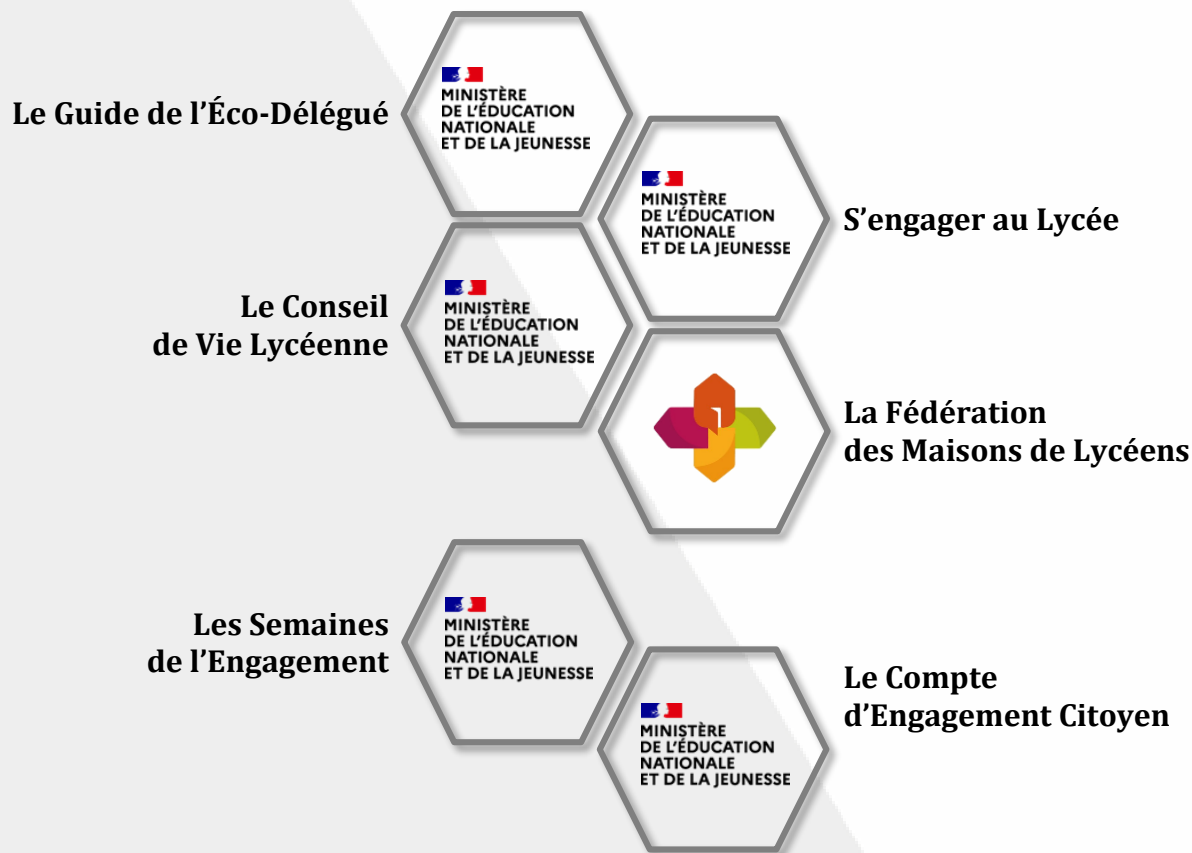 Le Guide de l’Éco-Délégué
MINISTÈRE
DE L’ÉDUCATION
NATIONALE
ET DE LA JEUNESSE
MINISTÈRE
DE L’ÉDUCATION
NATIONALE
ET DE LA JEUNESSE
S’engager au Lycée
Le Conseil
de Vie Lycéenne
MINISTÈRE
DE L’ÉDUCATION
NATIONALE
ET DE LA JEUNESSE
La Fédération
des Maisons de Lycéens
Les Semaines
de l’Engagement
MINISTÈRE
DE L’ÉDUCATION
NATIONALE
ET DE LA JEUNESSE
Le Compte
d’Engagement Citoyen
MINISTÈRE
DE L’ÉDUCATION
NATIONALE
ET DE LA JEUNESSE